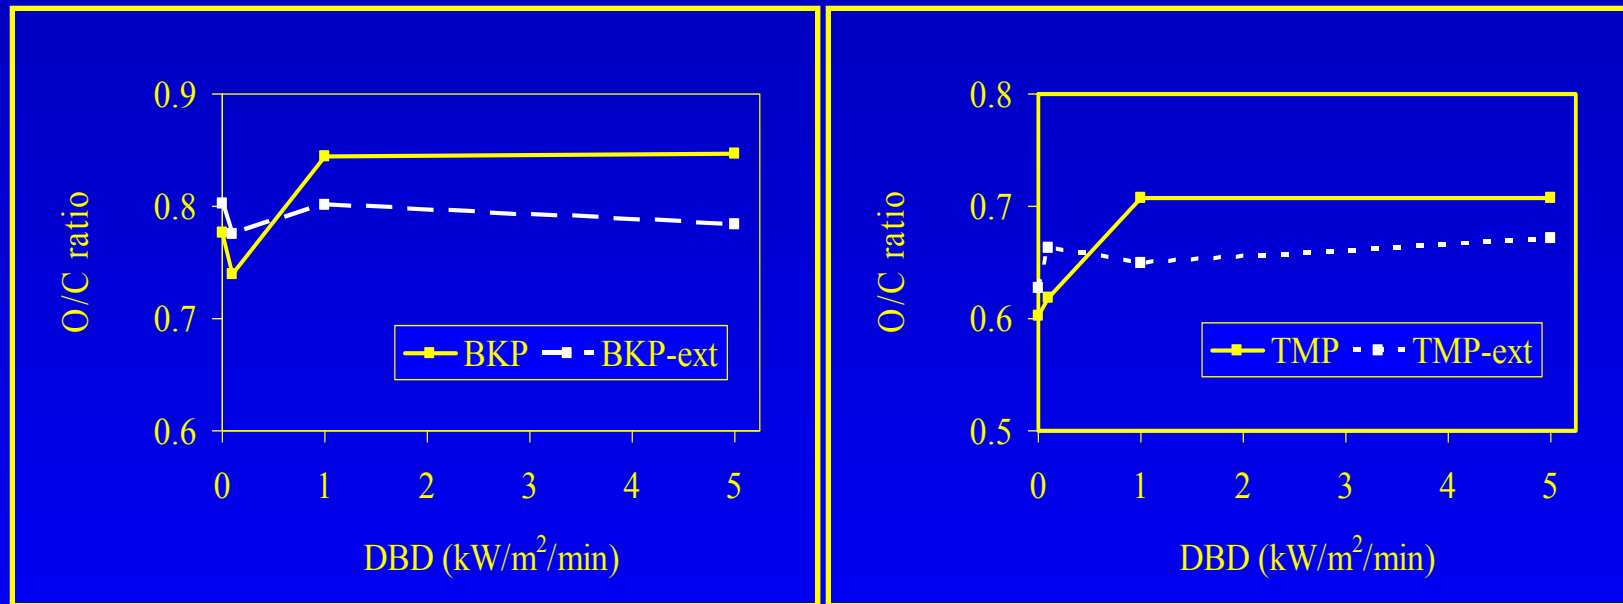 O/C ratio
0.9
0.8
0.7
0.6
BKP BKP-ext
0 1 2 3 4 5
DBD (kW/m²/min)
O/C ratio
0.8
0.7
0.6
0.5
TMP TMP-ext
0 1 2 3 4 5
DBD (kW/m²/min)